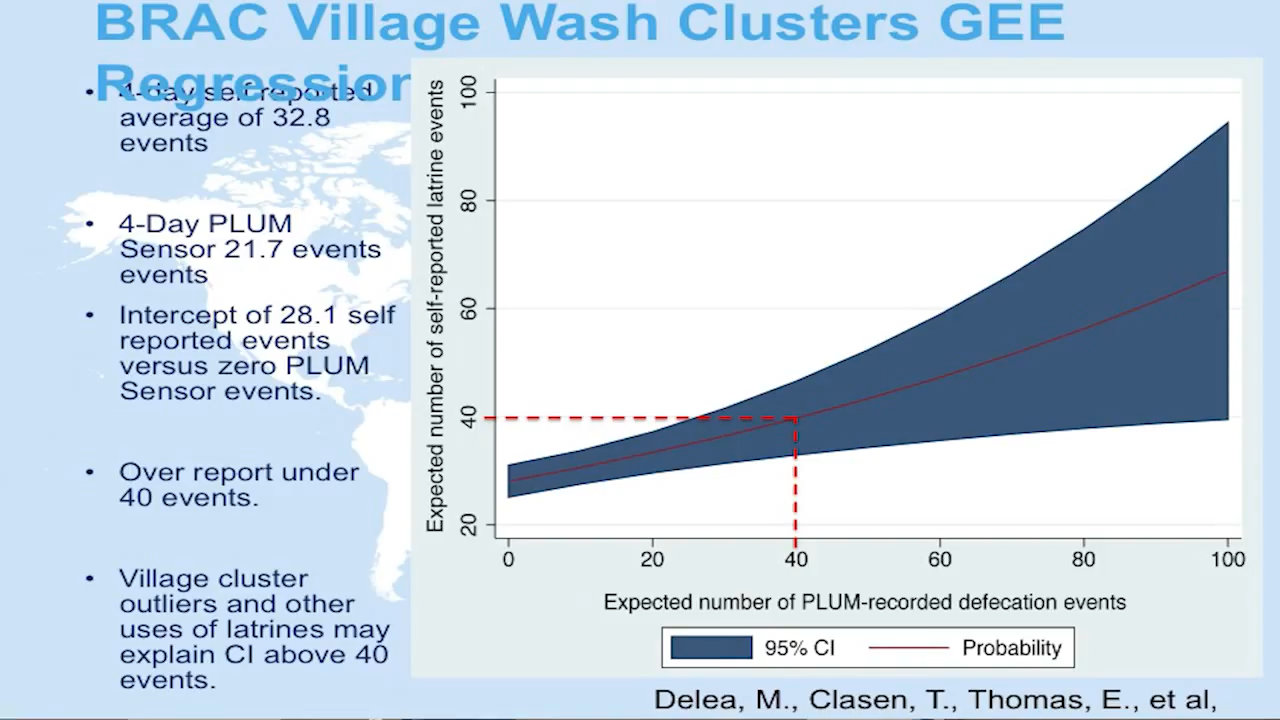 BRAC Village Wash Clusters GEE
Regression
• 4-day self reported
average of 32.8
events
• 4-Day PLUM
Sensor 21.7 events
events
• Intercept of 28.1 self
reported events
versus zero PLUM
Sensor events.
• Over report under
40 events.
• Village cluster
outliers and other
uses of latrines may
explain CI above 40
events.
Expected number of self-reported latrine events
100
80
60
40
20
0 20 40 60 80 100
Expected number of PLUM-recorded defecation events
95% CI Probability
Delea, M., Clasen, T., Thomas, E., et al,